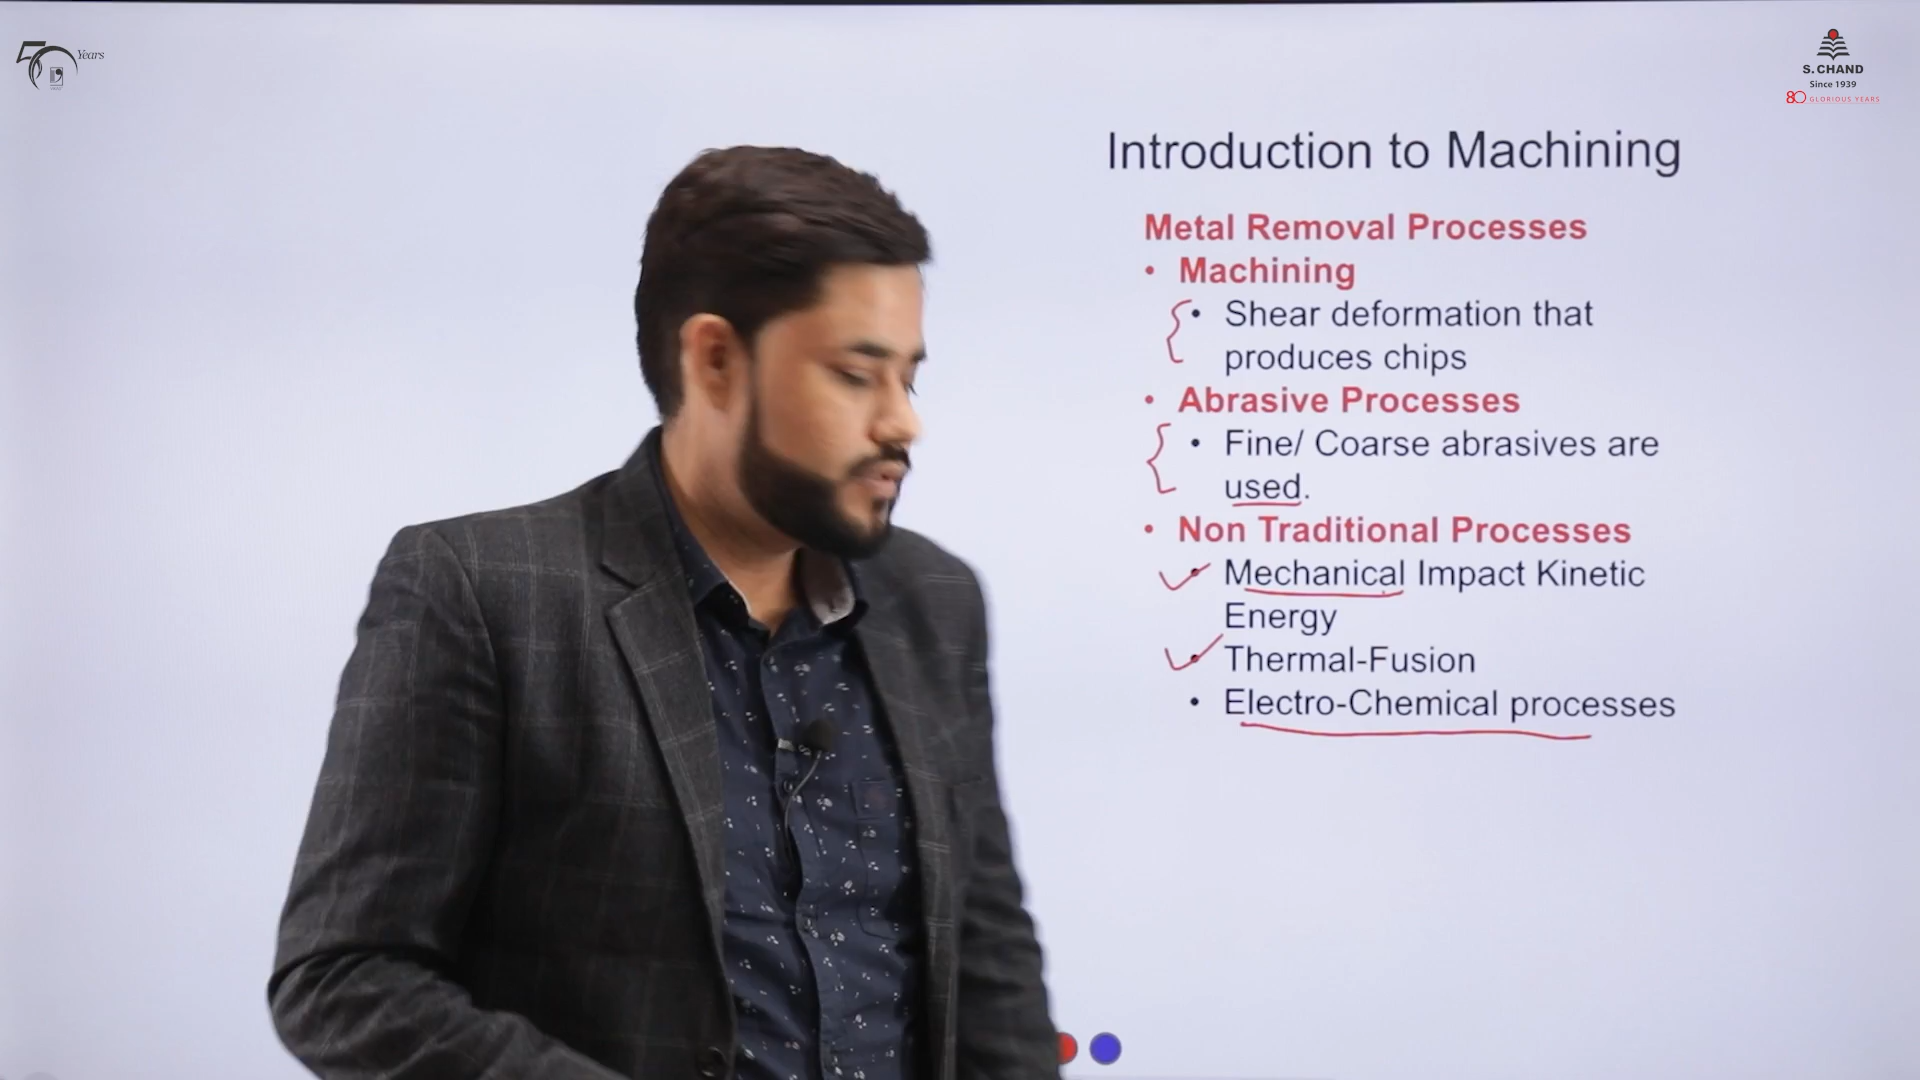 50 Years
S. CHAND
Since 1939
80 GLORIOUS YEARS
Introduction to Machining
Metal Removal Processes
• Machining
• Shear deformation that
produces chips
• Abrasive Processes
• Fine/ Coarse abrasives are
used.
• Non Traditional Processes
• Mechanical Impact Kinetic
Energy
• Thermal-Fusion
• Electro-Chemical processes